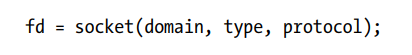 fd = socket(domain, type, protocol);